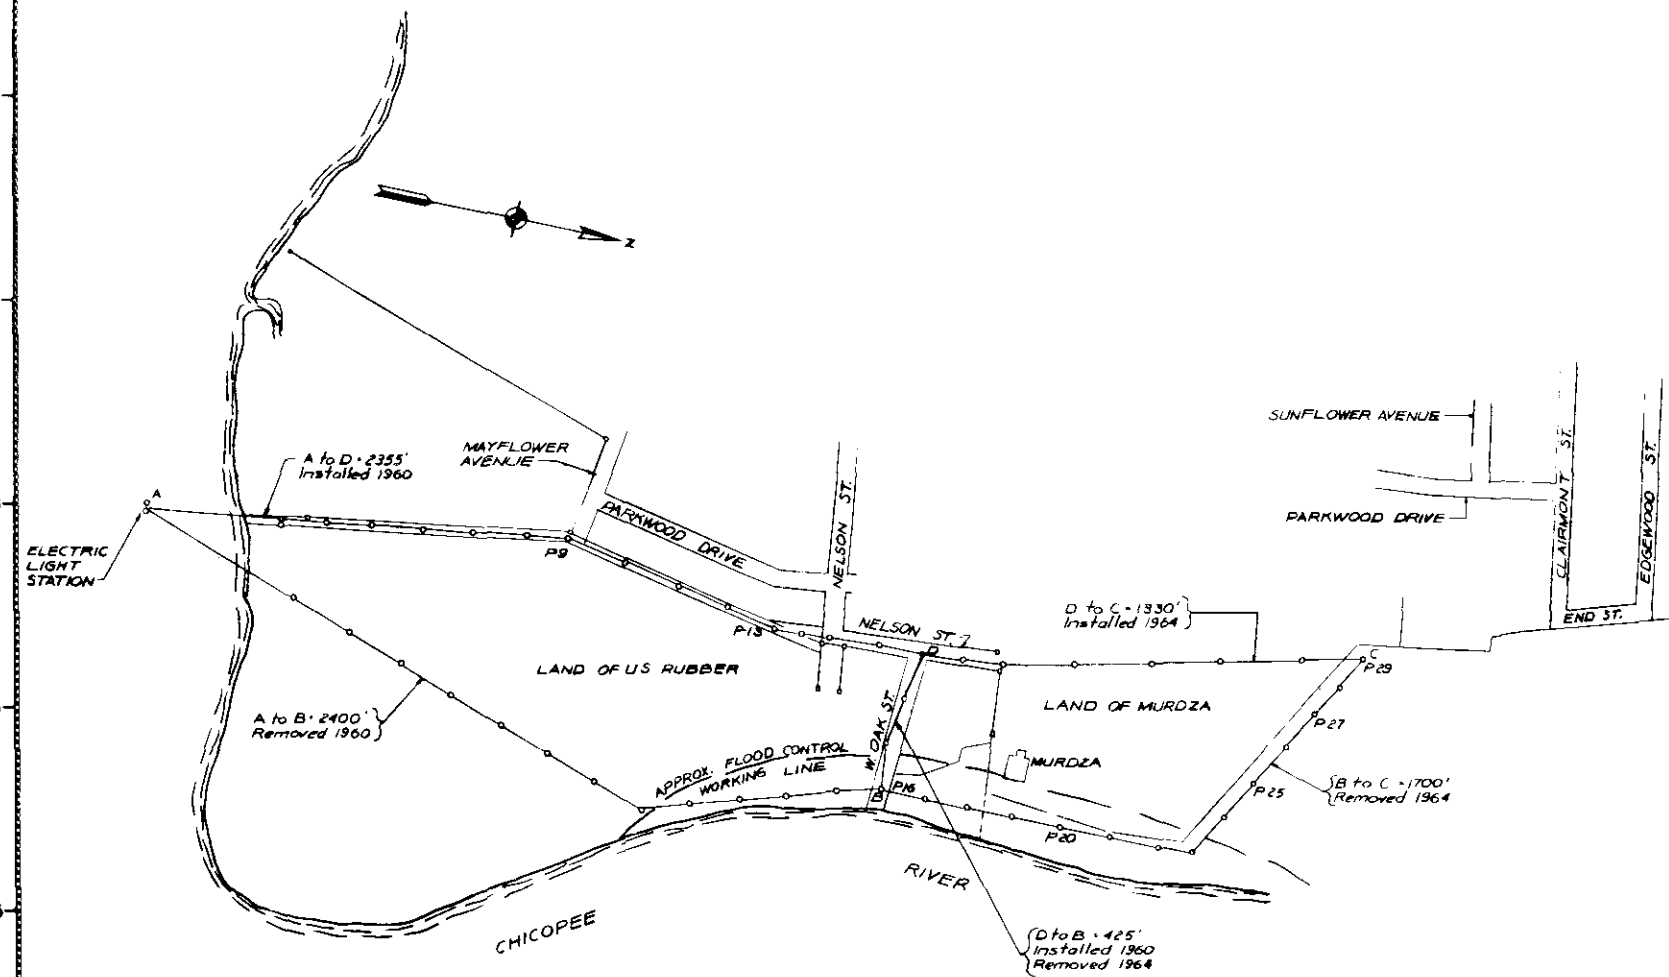 Z
SUNFLOWER AVENUE
MAYFLOWER
AVENUE
A to D · 2355'
Installed 1960
A
PARKWOOD DRIVE
NELSON ST.
CLAIRMONT ST.
EDGEWOOD ST.
PARKWOOD DRIVE
ELECTRIC
LIGHT
STATION
P9
P13
NELSON ST.
D
D to C · 1330'
Installed 1964
END ST.
C
P29
LAND OF US RUBBER
LAND OF MURDZA
A to B · 2400'
Removed 1960
W. OAK ST.
P27
APPROX. FLOOD CONTROL
WORKING LINE
MURDZA
B
P16
P25
B to C · 1700'
Removed 1964
P20
RIVER
CHICOPEE
D to B · 425'
Installed 1960
Removed 1964